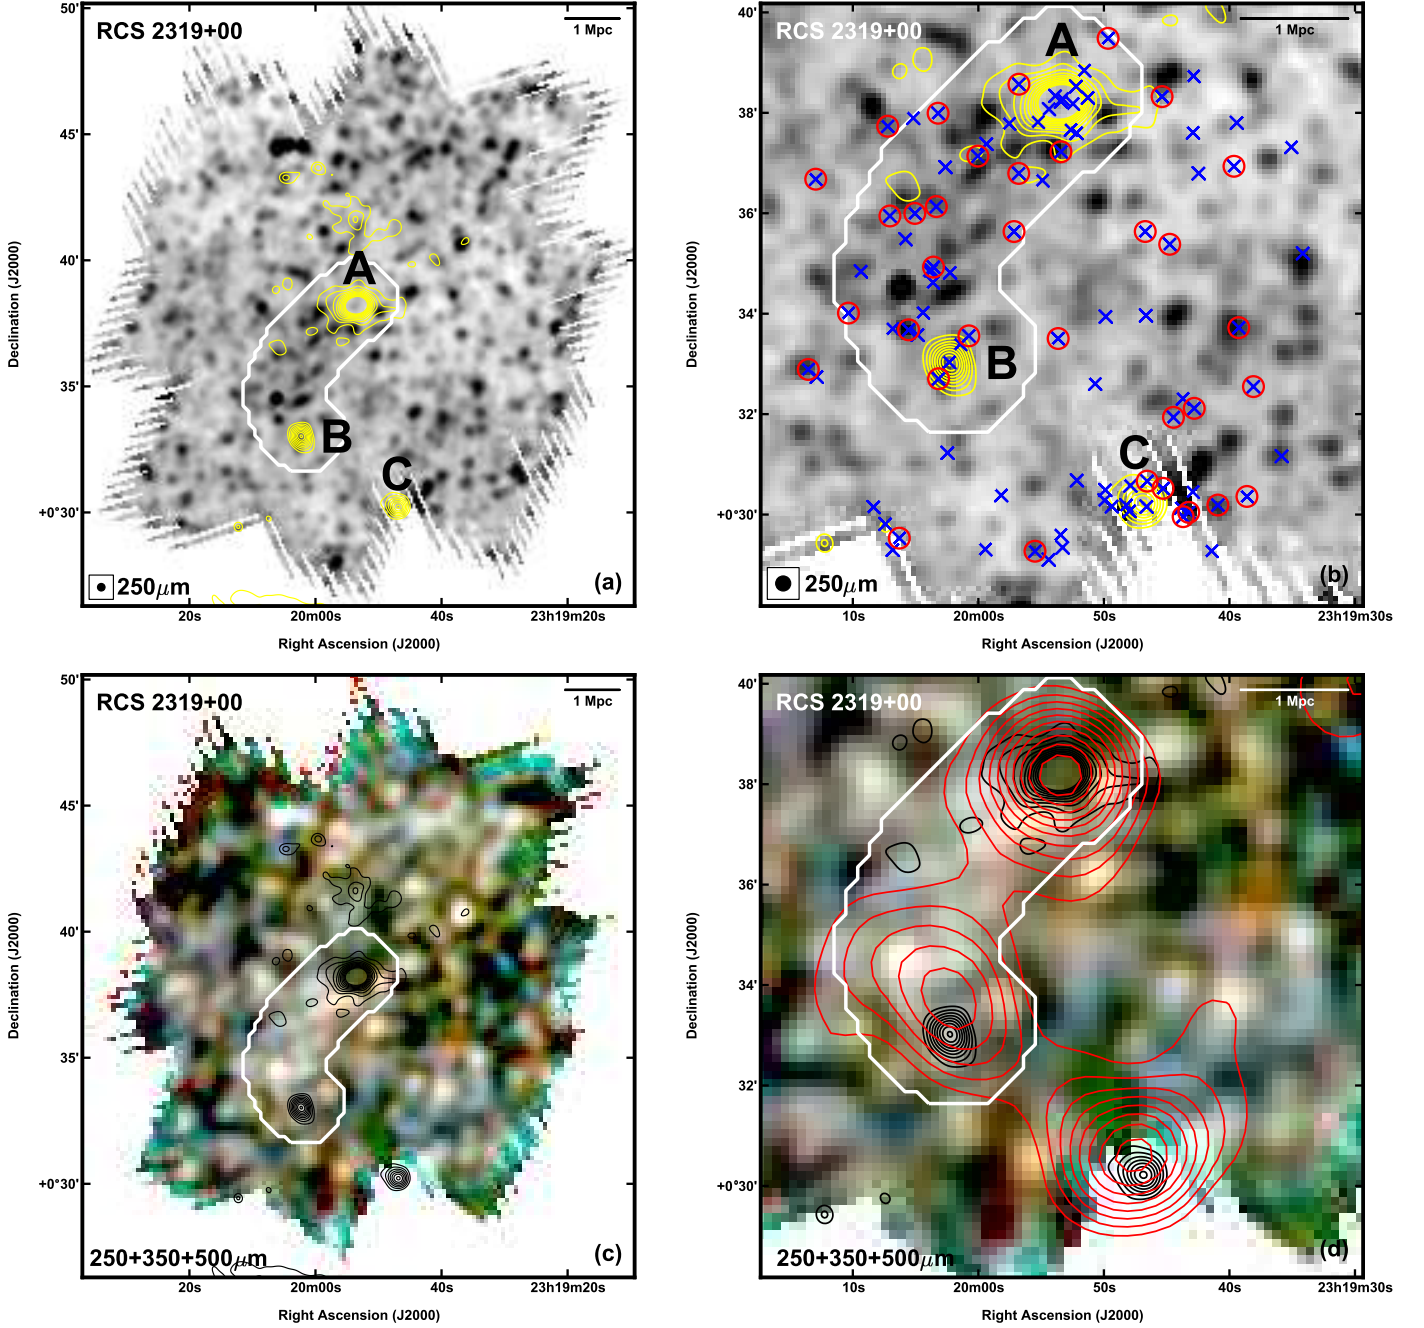 50'
RCS 2319+00
1 Mpc
45'
40'
A
35'
B
C
+0°30'
250μm
(a)
20s
20m00s
40s
23h19m20s
Declination (J2000)
Right Ascension (J2000)
40'
RCS 2319+00
1 Mpc
A
38'
36'
34'
B
32'
C
+0°30'
250μm
(b)
10s
20m00s
50s
40s
23h19m30s
Declination (J2000)
Right Ascension (J2000)
50'
RCS 2319+00
1 Mpc
45'
40'
35'
+0°30'
250+350+500μm
(c)
20s
20m00s
40s
23h19m20s
Declination (J2000)
Right Ascension (J2000)
40'
RCS 2319+00
1 Mpc
38'
36'
34'
32'
+0°30'
250+350+500μm
(d)
10s
20m00s
50s
40s
23h19m30s
Declination (J2000)
Right Ascension (J2000)